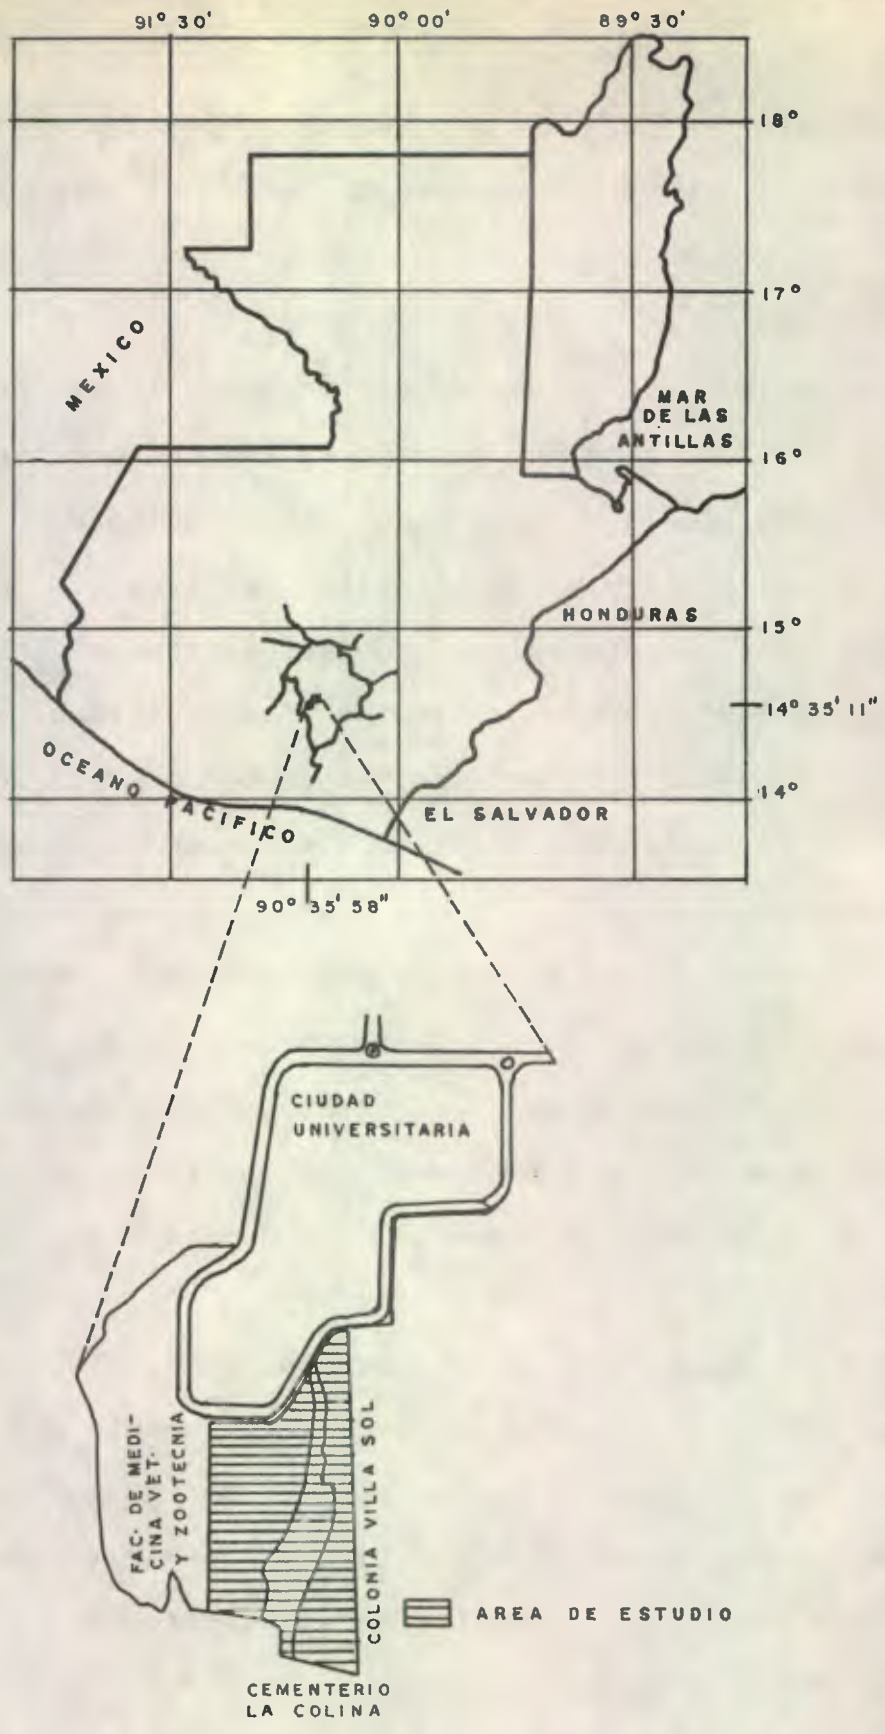 91° 30'
90° 00'
89° 30'
18°
17°
MEXICO
MAR
DE LAS
ANTILLAS
16°
HONDURAS
15°
14° 35' 11"
OCEANO PACIFICO
14°
EL SALVADOR
90° 35' 58"
CIUDAD
UNIVERSITARIA
FAC. DE MEDI-
CINA VET.
Y ZOOTECNIA
COLONIA VILLA SOL
AREA DE ESTUDIO
CEMENTERIO
LA COLINA